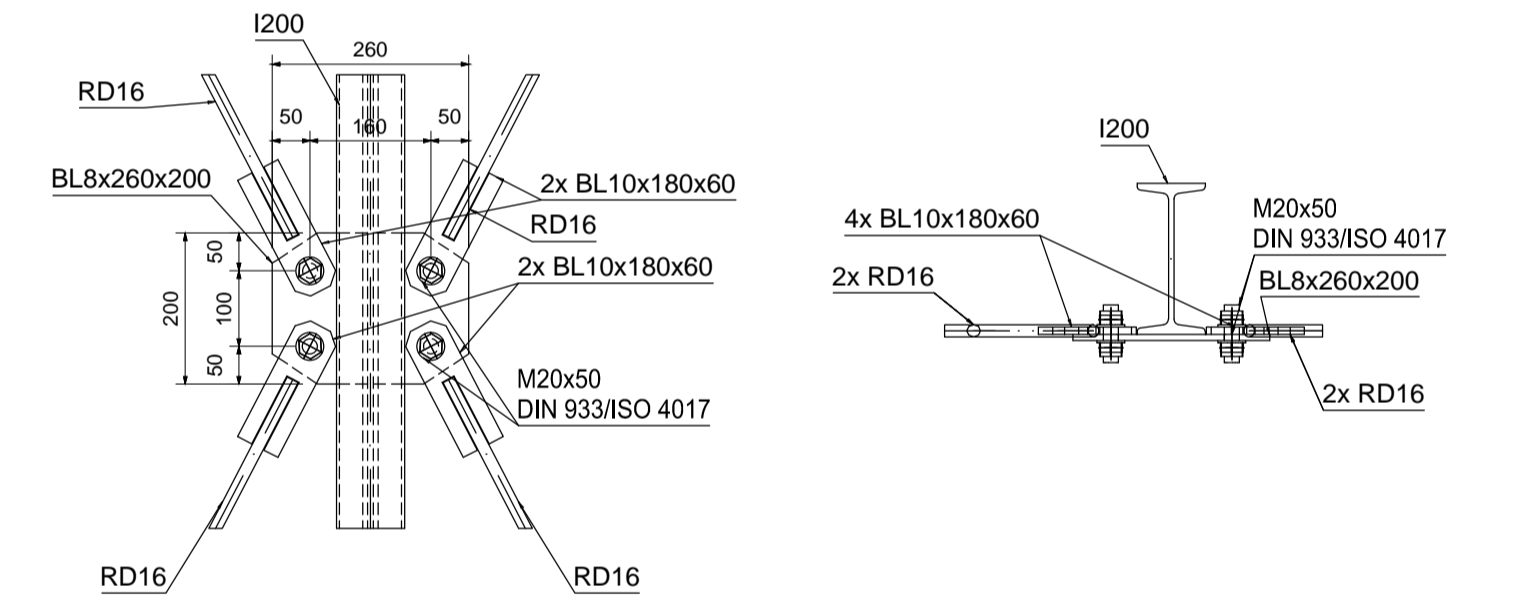 I200
260
RD16
50
160
50
BL8x260x200
2x BL10x180x60
RD16
50
2x BL10x180x60
200
100
50
M20x50
DIN 933/ISO 4017
RD16
RD16
I200
M20x50
DIN 933/ISO 4017
4x BL10x180x60
2x RD16
BL8x260x200
2x RD16